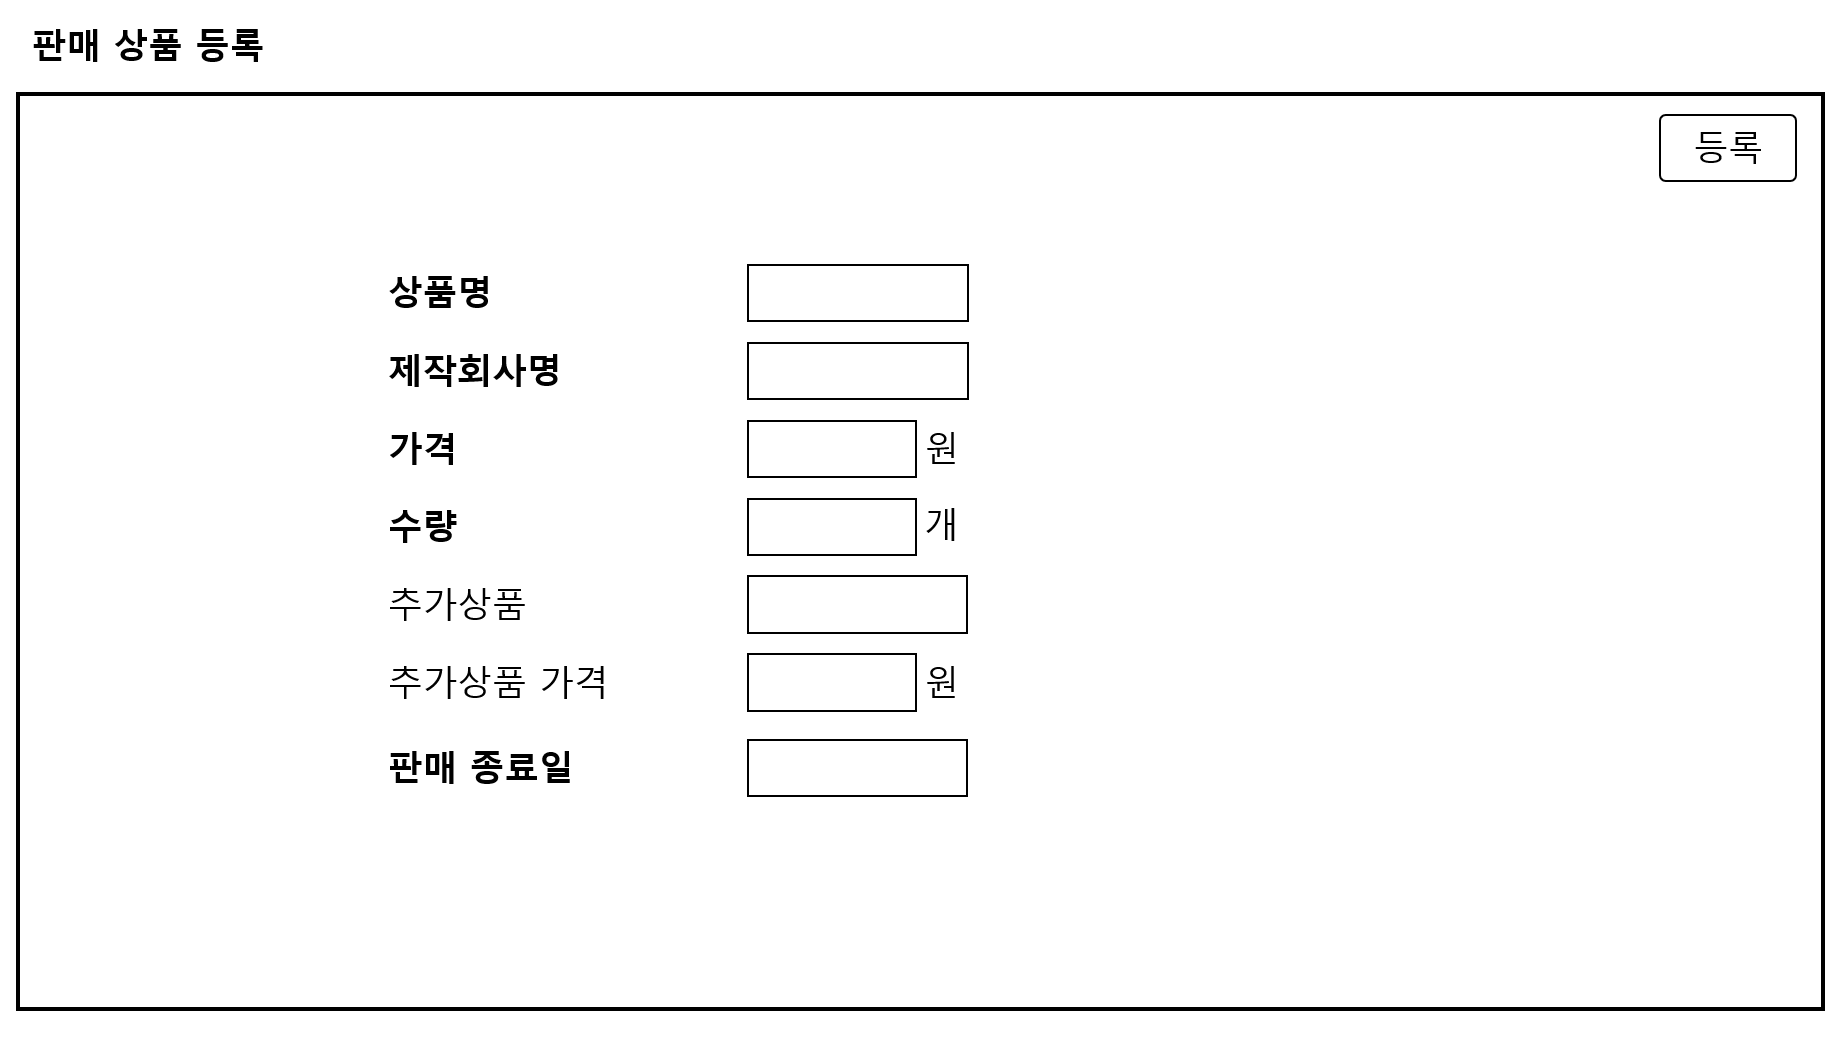 판매 상품 등록
등록
상품명
제작회사명
가격 원
수량 개
추가상품
추가상품 가격 원
판매 종료일